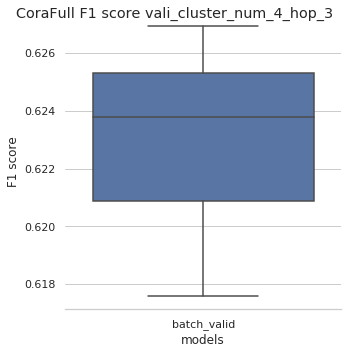 CoraFull F1 score vali_cluster_num_4_hop_3
0.626
0.624
0.622
0.620
0.618
F1 score
batch_valid
models